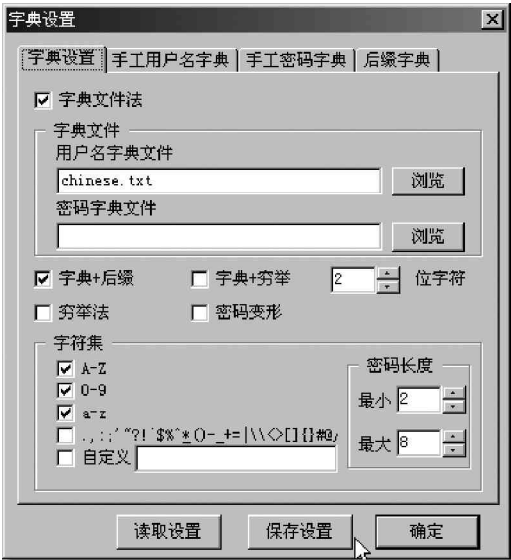 字典设置
字典设置 手工用户名字典 手工密码字典 后缀字典
字典文件法
字典文件
用户名字典文件
chinese.txt 浏览
密码字典文件
浏览
字典+后缀 字典+穷举 2 位字符
穷举法 密码变形
字符集
密码长度
A-Z
0-9
最小 2
a-z
最大 8
自定义
读取设置 保存设置 确定